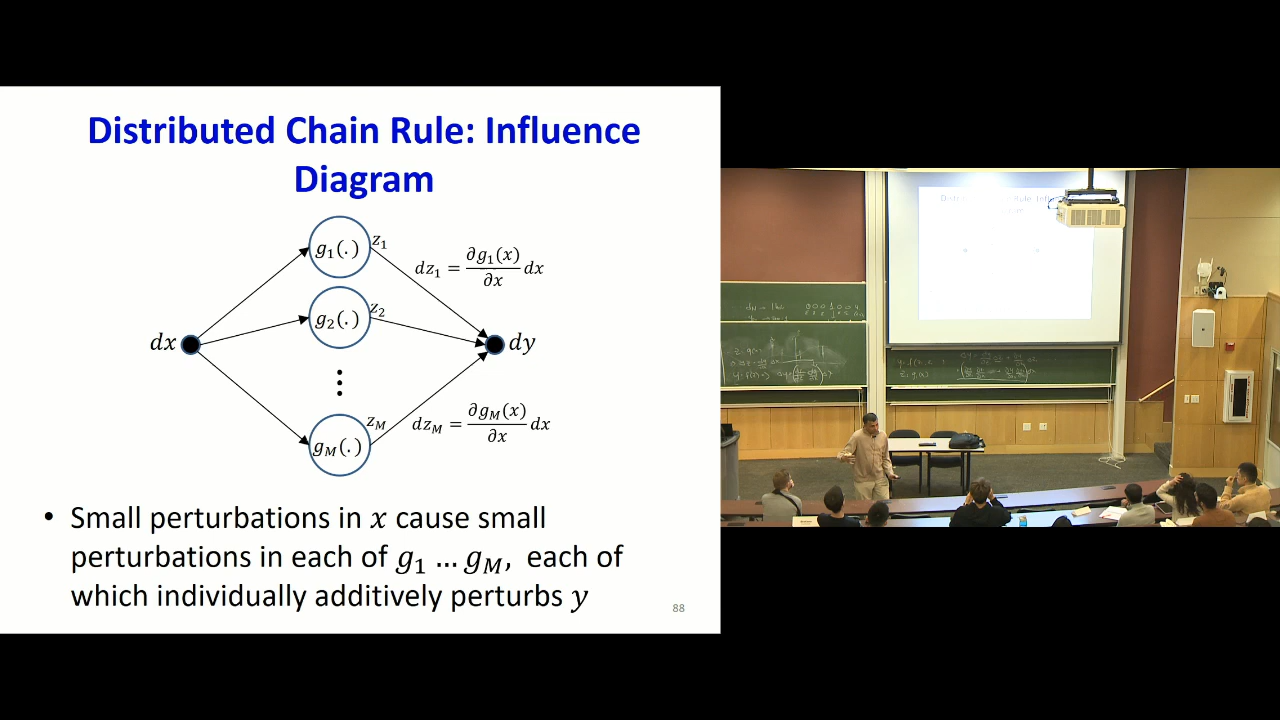 Distributed Chain Rule: Influence
Diagram
g₁(.)
z₁
dz₁ = ∂g₁(x)/∂x dx
g₂(.)
z₂
dx
dy
⋮
g_M(.)
z_M
dz_M = ∂g_M(x)/∂x dx
• Small perturbations in x cause small
perturbations in each of g₁ … g_M, each of
which individually additively perturbs y
88